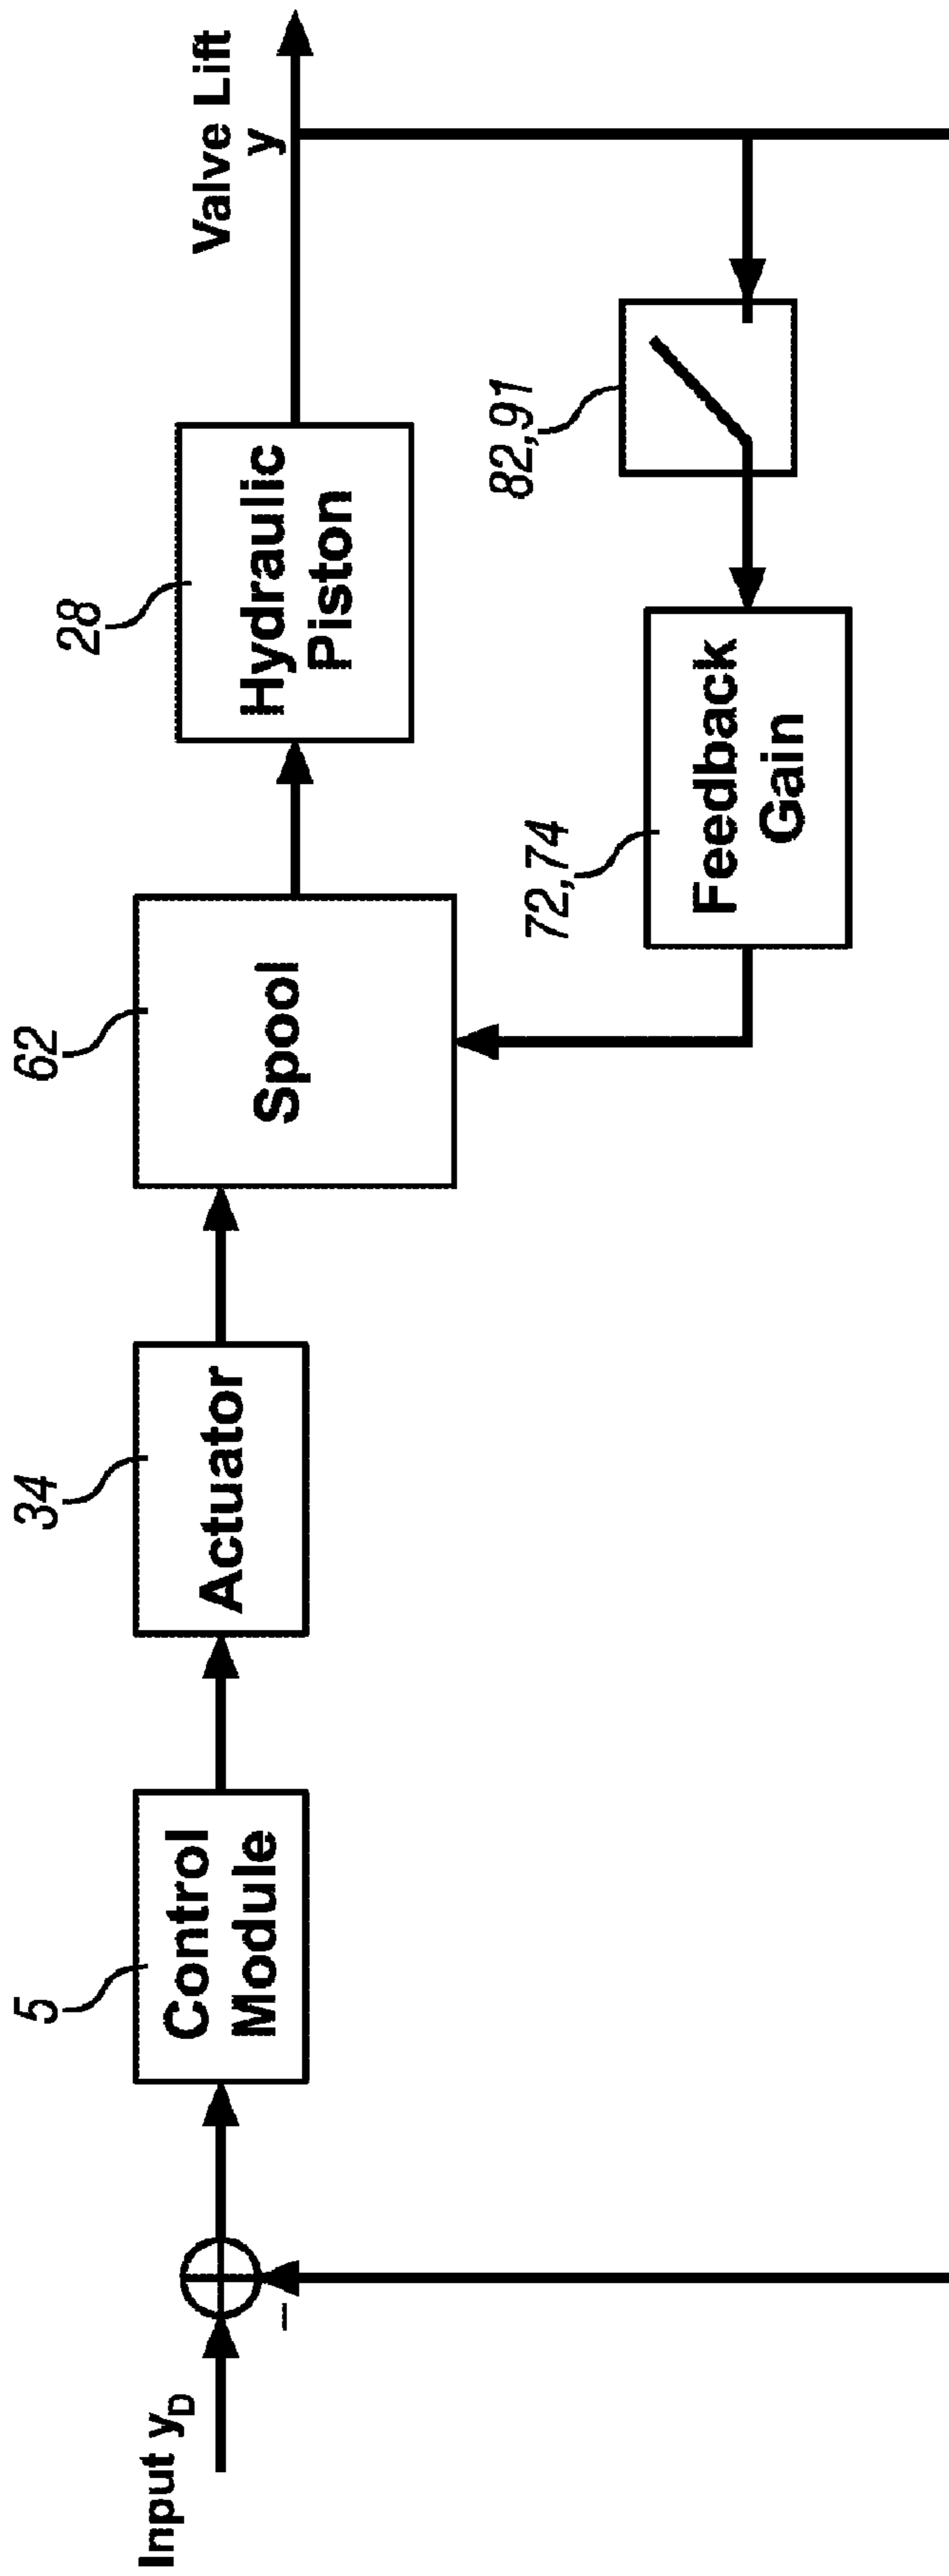 Input yD
5
Control
Module
34
Actuator
62
Spool
28
Hydraulic
Piston
Valve Lift
y
−
72,74
Feedback
Gain
82,91